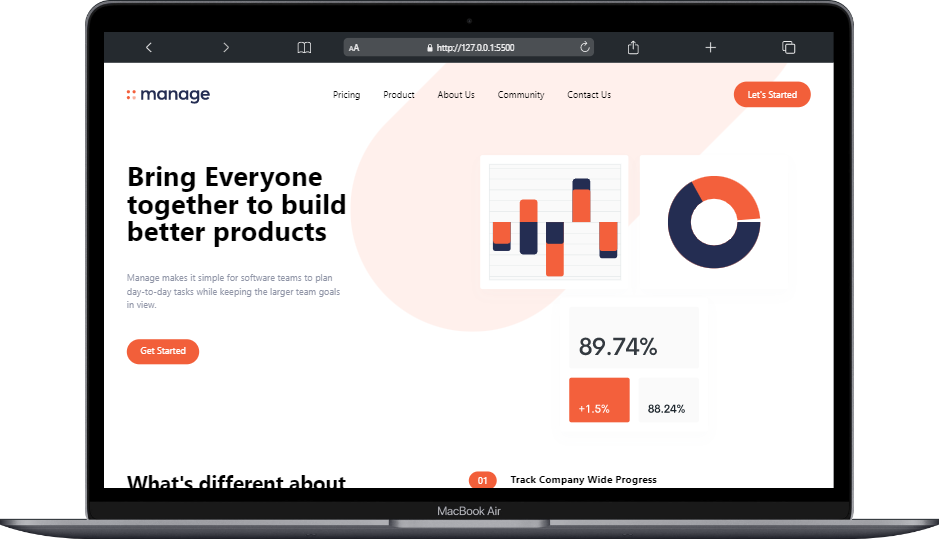 AA
http://127.0.0.1:5500
manage
Pricing
Product
About Us
Community
Contact Us
Let's Started
Bring Everyone
together to build
better products
Manage makes it simple for software teams to plan
day-to-day tasks while keeping the larger team goals
in view.
Get Started
89.74%
+1.5%
88.24%
What's different about
01
Track Company Wide Progress
MacBook Air